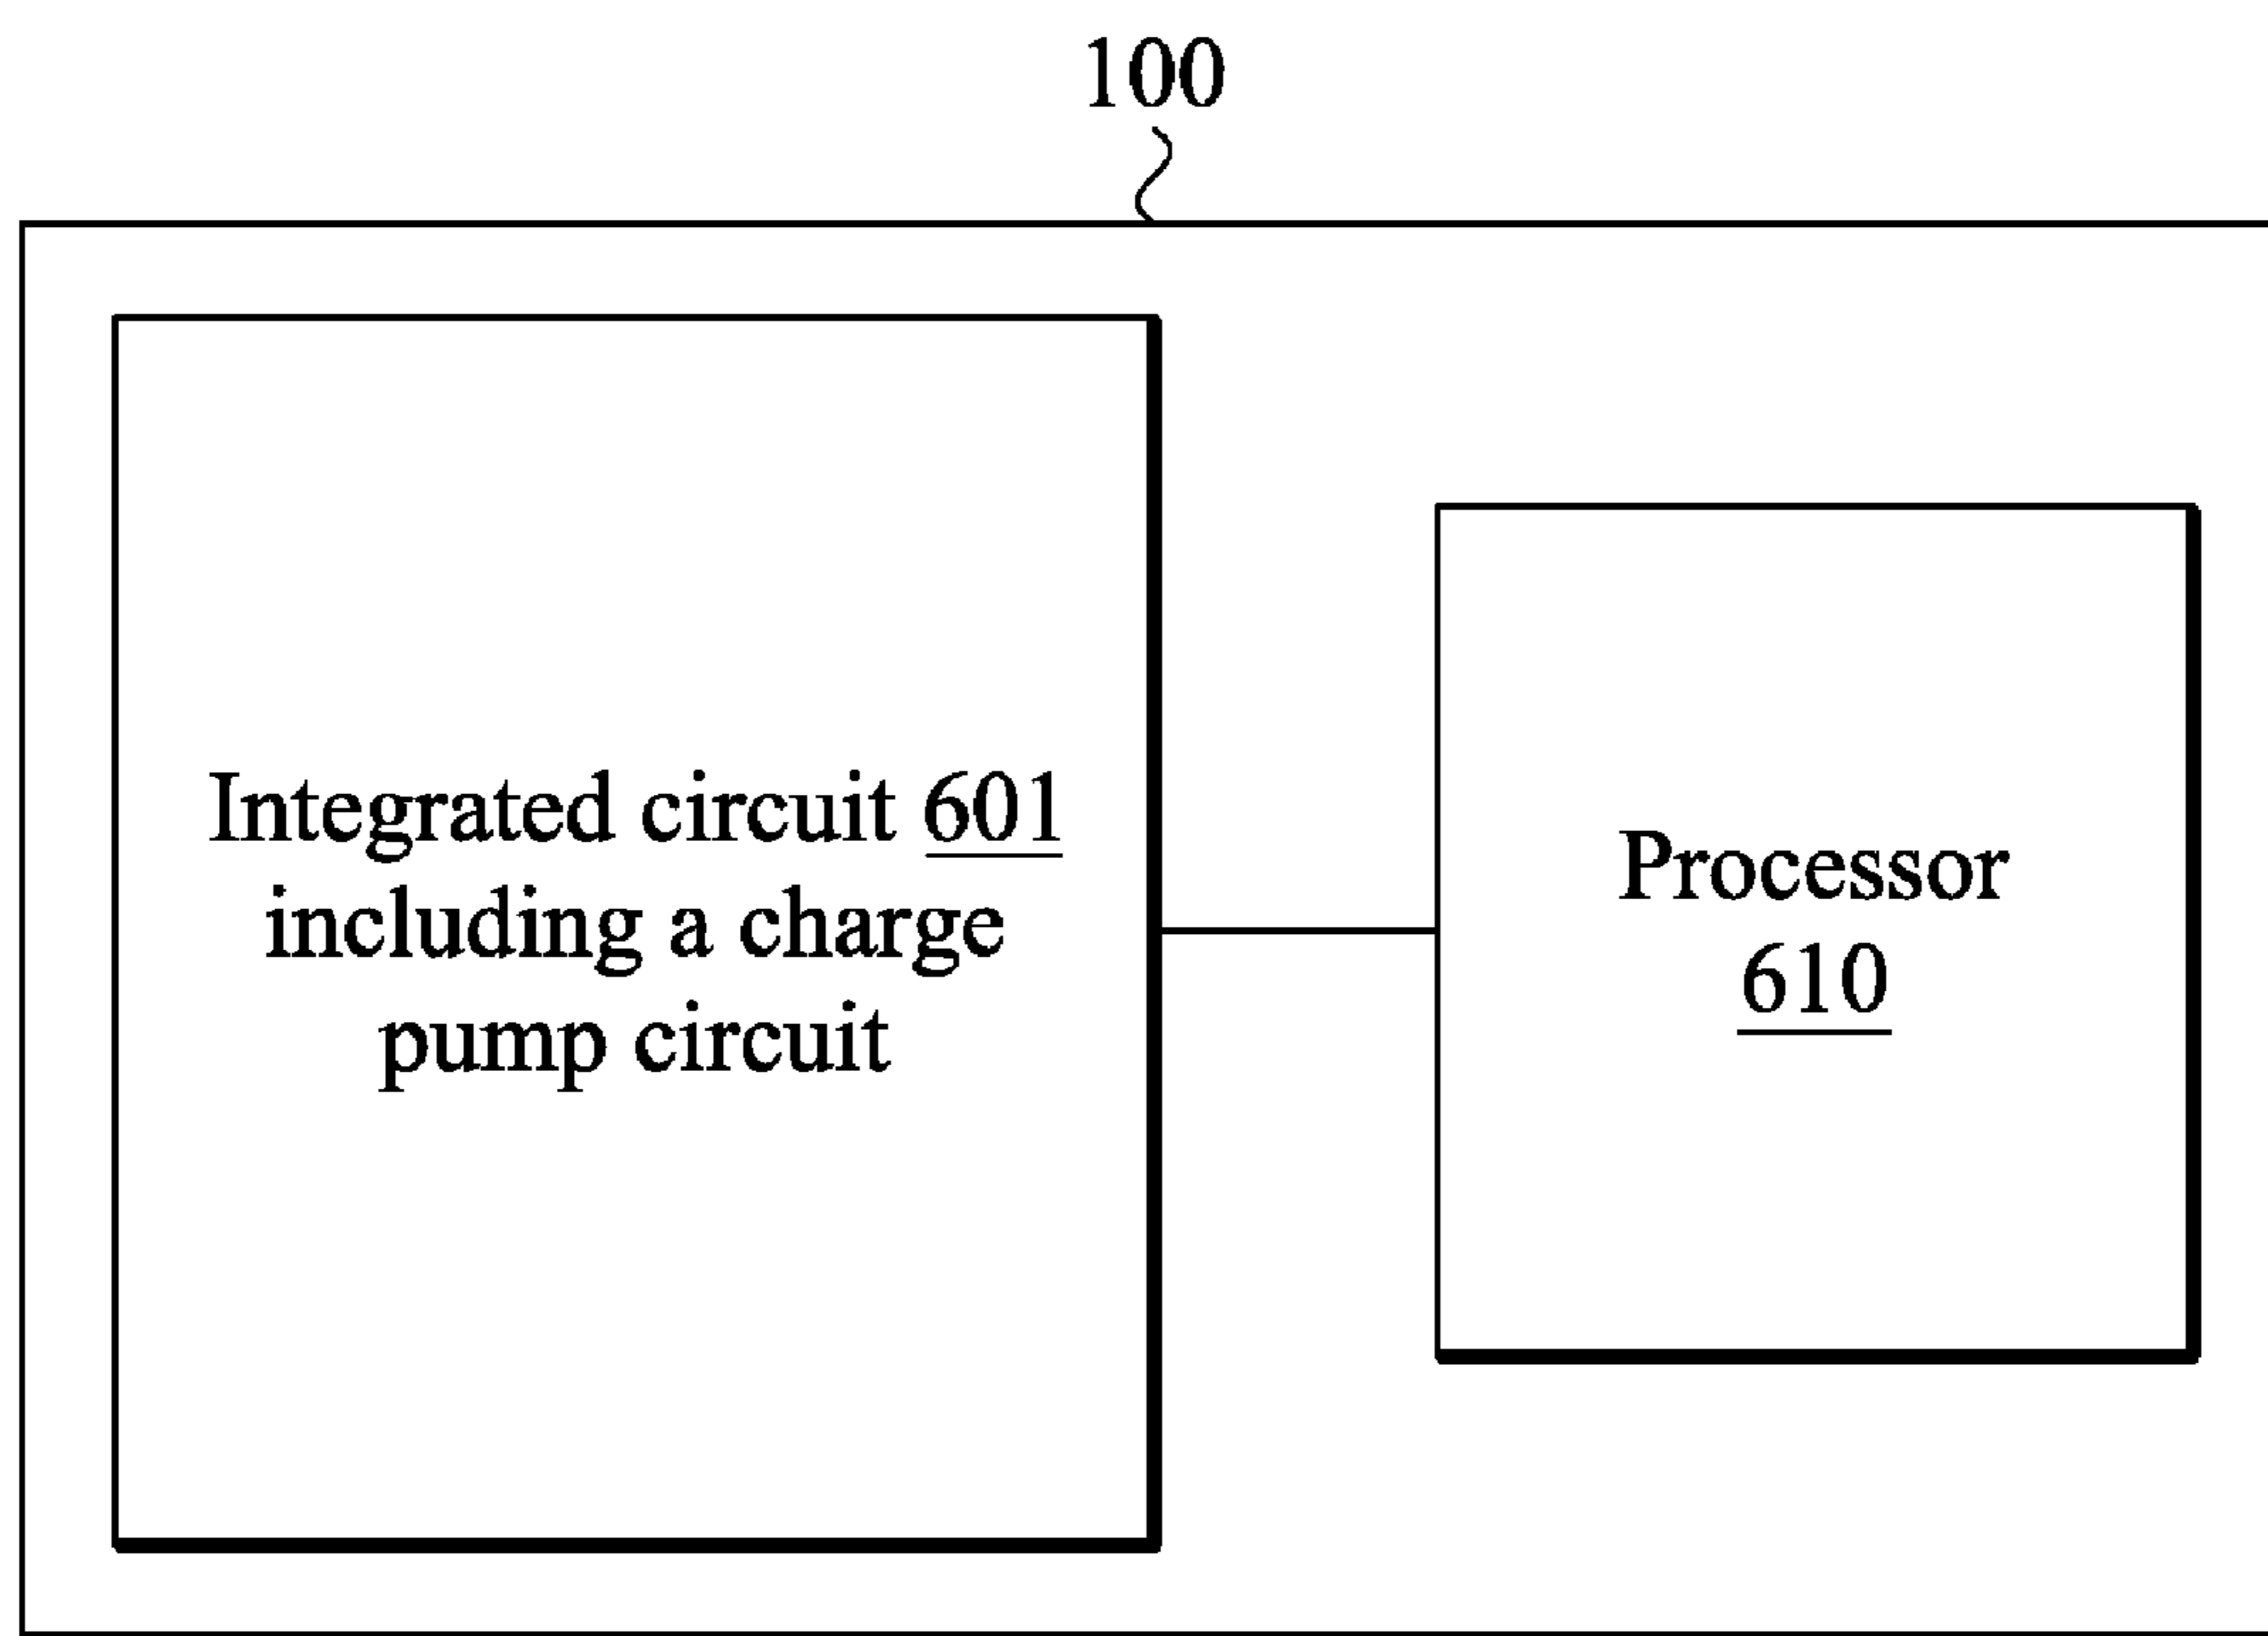 100
Integrated circuit 601
including a charge
pump circuit
Processor
610